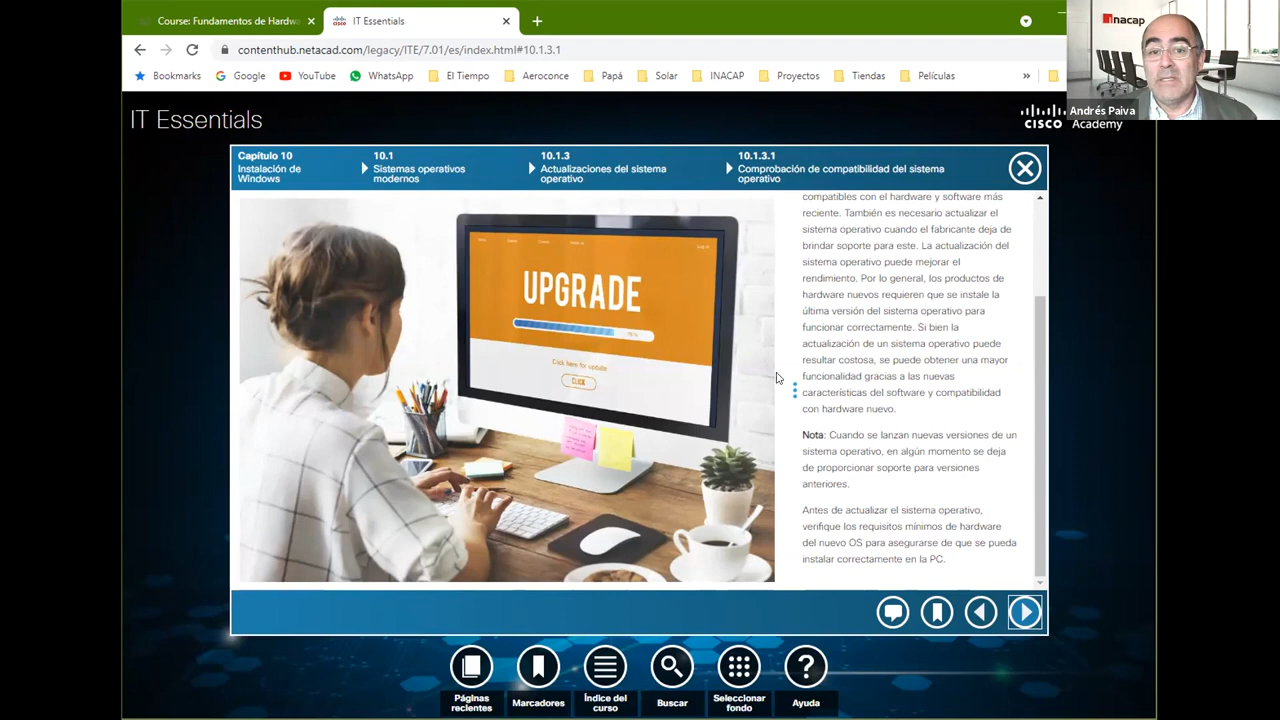 Course: Fundamentos de Hardwa
IT Essentials
contenthub.netacad.com/legacy/ITE/7.01/es/index.html#10.1.3.1
Bookmarks
Google
YouTube
WhatsApp
El Tiempo
Aeroconce
Papá
Solar
INACAP
Proyectos
Tiendas
Películas
»
inacap
Andrés Paiva
IT Essentials
cisco Academy
Capítulo 10
Instalación de
Windows
10.1
Sistemas operativos
modernos
10.1.3
Actualizaciones del sistema
operativo
10.1.3.1
Comprobación de compatibilidad del sistema
operativo
UPGRADE
Click here for update
CLICK
compatibles con el hardware y software más
reciente. También es necesario actualizar el
sistema operativo cuando el fabricante deja de
brindar soporte para este. La actualización del
sistema operativo puede mejorar el
rendimiento. Por lo general, los productos de
hardware nuevos requieren que se instale la
última versión del sistema operativo para
funcionar correctamente. Si bien la
actualización de un sistema operativo puede
resultar costosa, se puede obtener una mayor
funcionalidad gracias a las nuevas
características del software y compatibilidad
con hardware nuevo.
Nota: Cuando se lanzan nuevas versiones de un
sistema operativo, en algún momento se deja
de proporcionar soporte para versiones
anteriores.
Antes de actualizar el sistema operativo,
verifique los requisitos mínimos de hardware
del nuevo OS para asegurarse de que se pueda
instalar correctamente en la PC.
Páginas
recientes
Marcadores
Índice del
curso
Buscar
Seleccionar
fondo
Ayuda